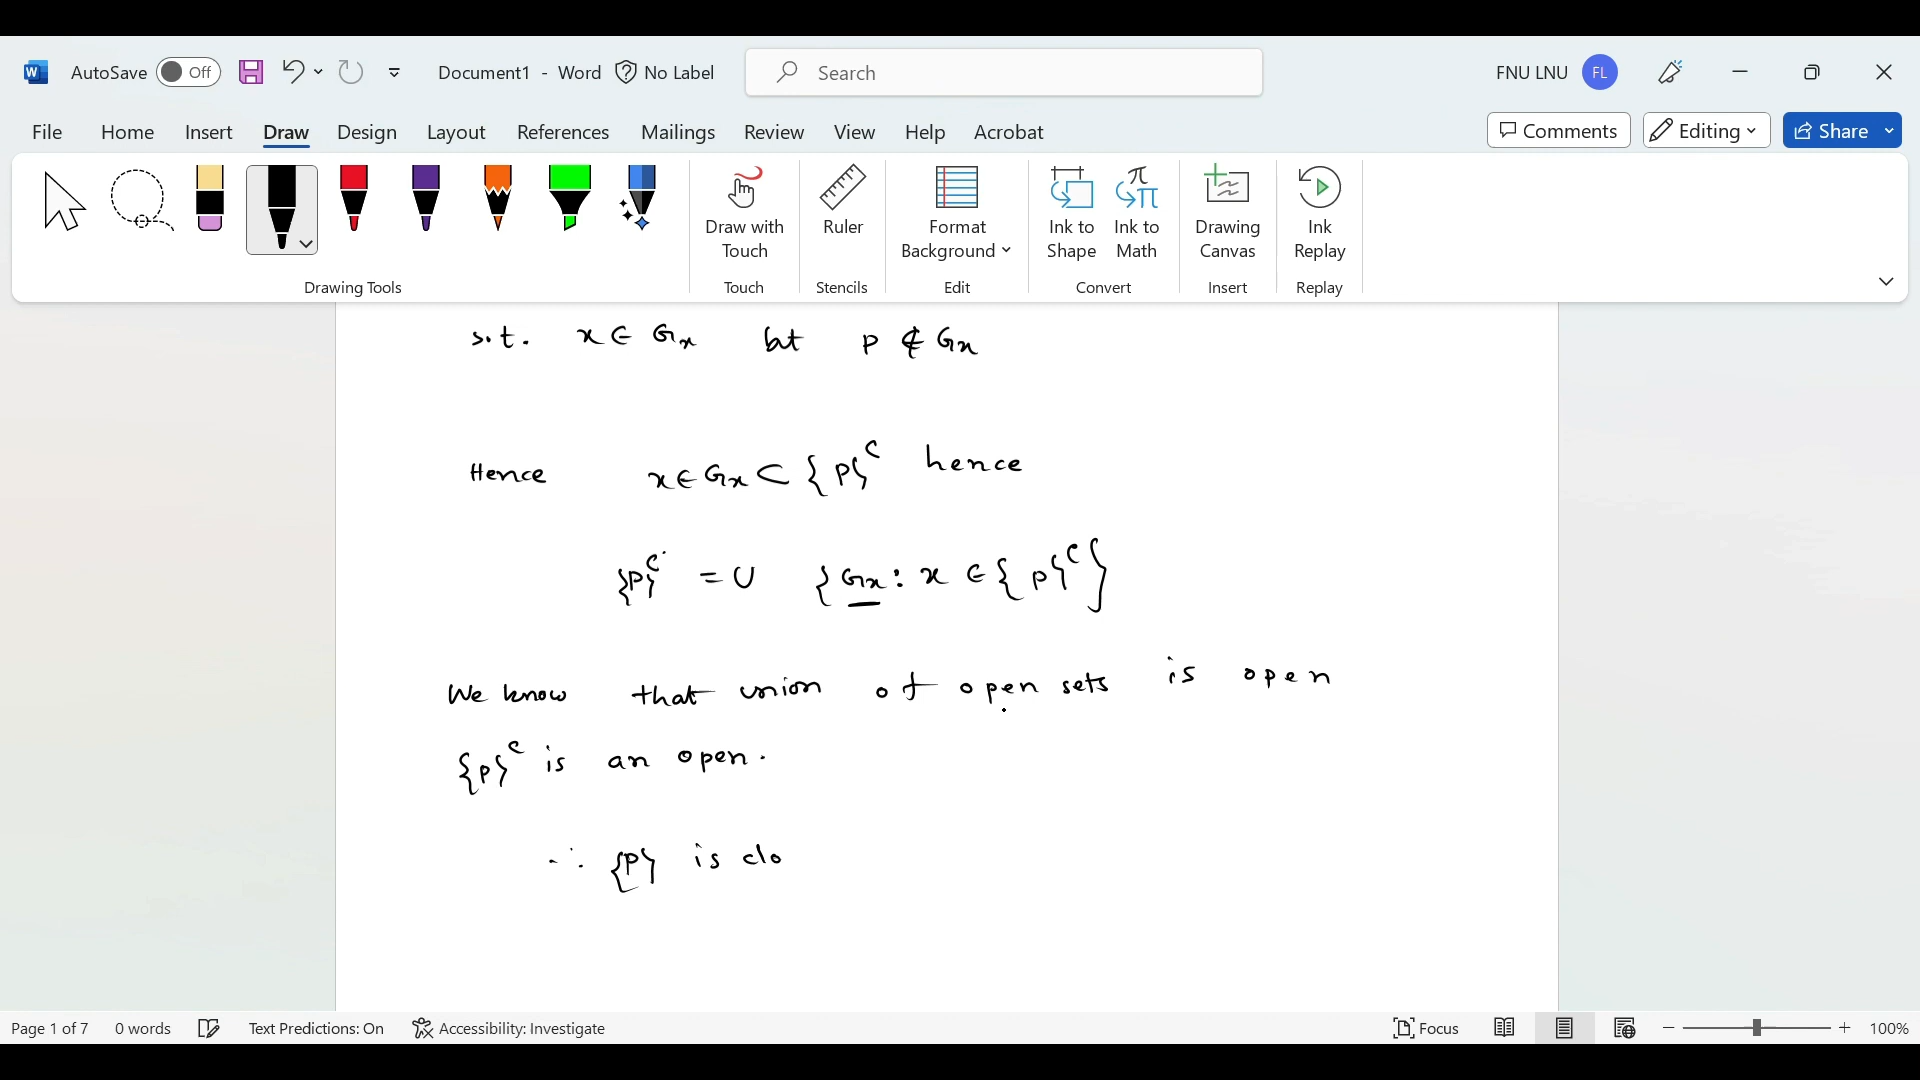 AutoSave Off Document1 - Word No Label Search FNU LNU FL
File Home Insert Draw Design Layout References Mailings Review View Help Acrobat Comments Editing Share
Draw with Touch Ruler Format Background Ink to Shape Ink to Math Drawing Canvas Ink Replay
Drawing Tools Touch Stencils Edit Convert Insert Replay
s.t. x ∈ Gx bt p ∉ Gx
Hence x ∈ Gx ⊂ {p}^c hence
{p}^c = ∪ {Gx : x ∈ {p}^c}
We know that union of open sets is open
{p}^c is an open.
∴ {p} is clo
Page 1 of 7 0 words Text Predictions: On Accessibility: Investigate Focus 100%